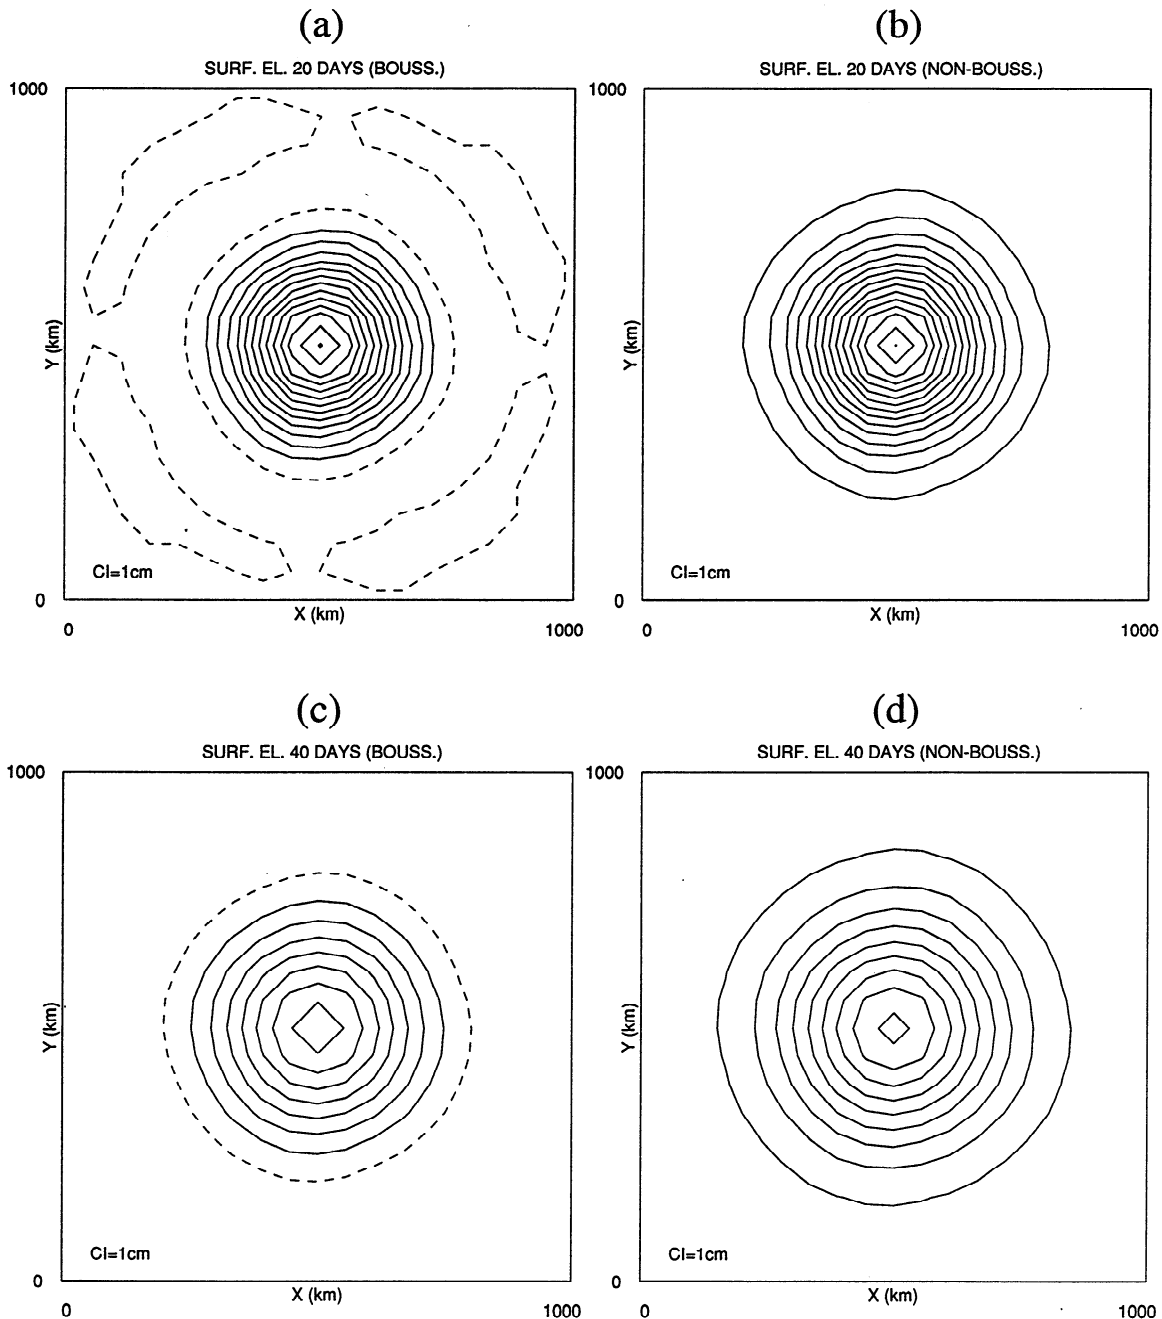 (a)
SURF. EL. 20 DAYS (BOUSS.)
1000
Y (km)
CI=1cm
0
X (km)
0
1000
(b)
SURF. EL. 20 DAYS (NON-BOUSS.)
1000
Y (km)
CI=1cm
0
X (km)
0
1000
(c)
SURF. EL. 40 DAYS (BOUSS.)
1000
Y (km)
CI=1cm
0
X (km)
0
1000
(d)
SURF. EL. 40 DAYS (NON-BOUSS.)
1000
Y (km)
CI=1cm
0
X (km)
0
1000